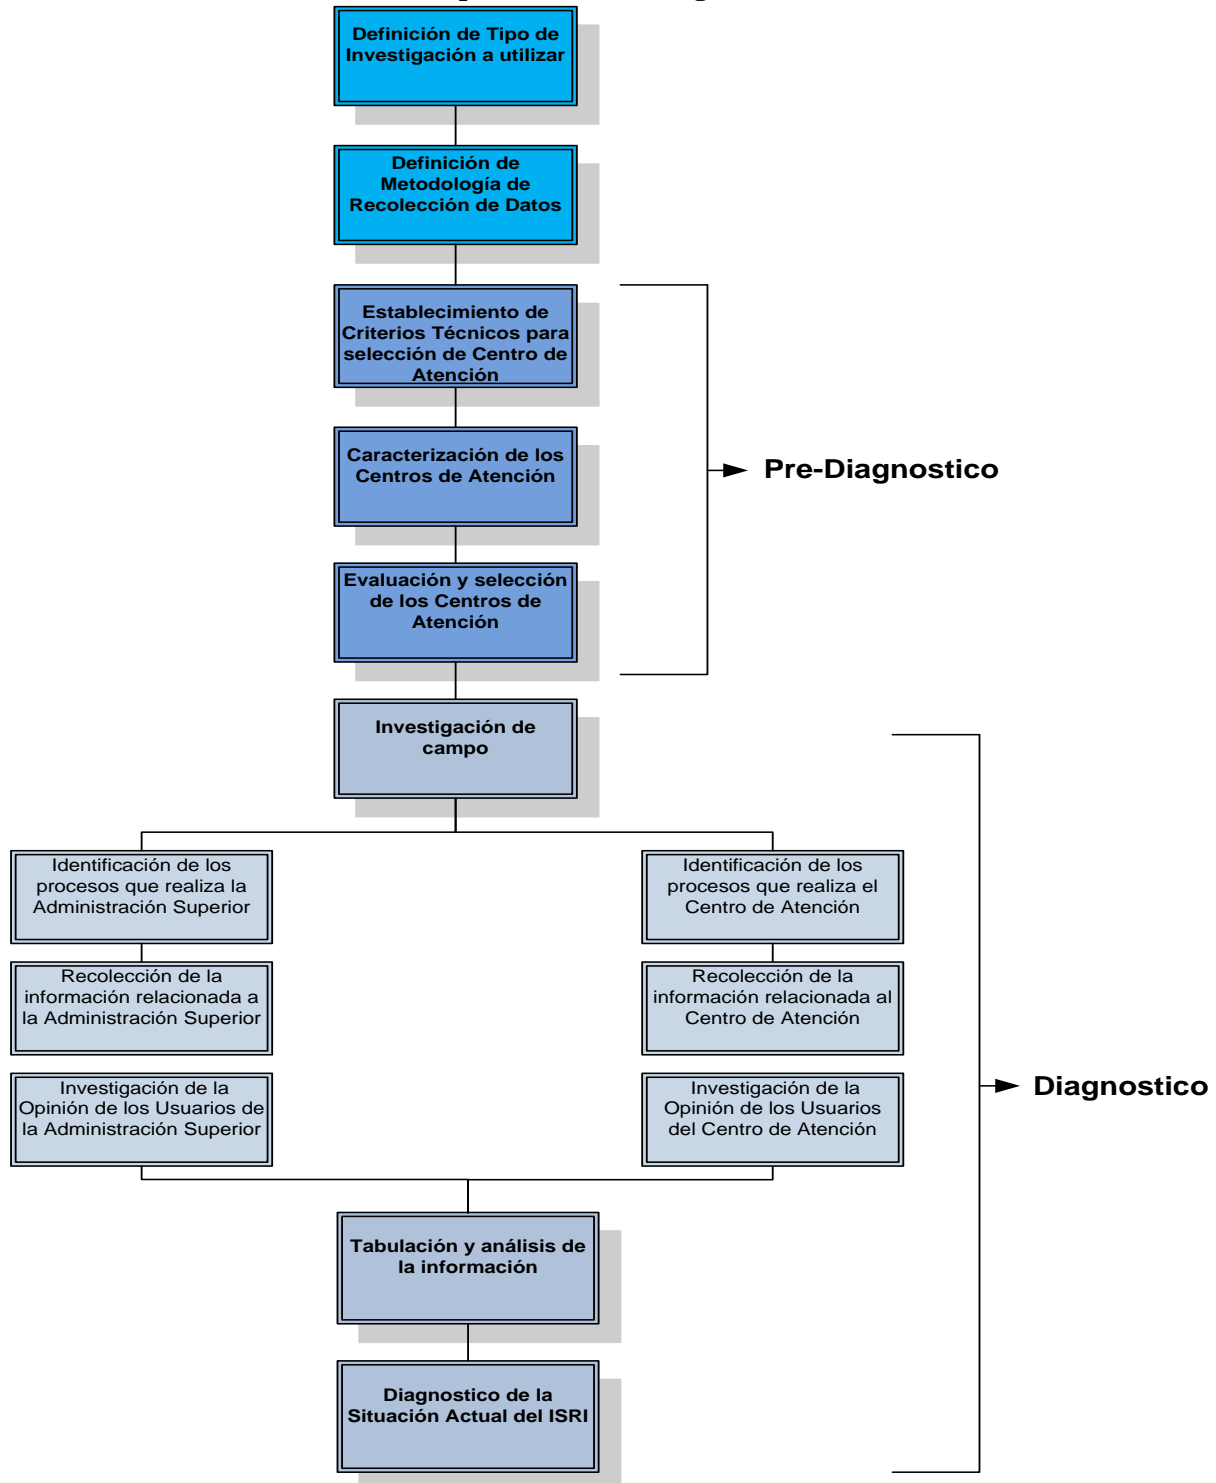 Definición de Tipo de
Investigación a utilizar
Definición de
Metodología de
Recolección de Datos
Establecimiento de
Criterios Técnicos para
selección de Centro de
Atención
Caracterización de los
Centros de Atención
Pre-Diagnostico
Evaluación y selección
de los Centros de
Atención
Investigación de
campo
Identificación de los
procesos que realiza la
Administración Superior
Identificación de los
procesos que realiza el
Centro de Atención
Recolección de la
información relacionada a
la Administración Superior
Recolección de la
información relacionada al
Centro de Atención
Investigación de la
Opinión de los Usuarios de
la Administración Superior
Investigación de la
Opinión de los Usuarios
del Centro de Atención
Diagnostico
Tabulación y análisis de
la información
Diagnostico de la
Situación Actual del ISRI